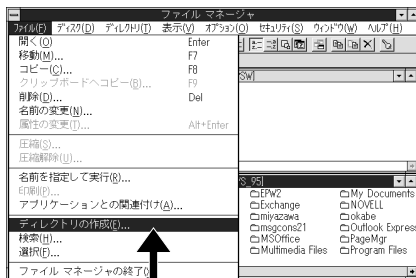 ファイル マネージャ
ファイル(F) ディスク(D) ディレクトリ(T) 表示(V) オプション(O) セキュリティ(S) ウィンドウ(W) ヘルプ(H)
開く(O) Enter
移動(M)... F7
コピー(C)... F8
クリップボードへコピー(B)... F9
削除(D)... Del
名前の変更(N)...
属性の変更(T)... Alt+Enter
圧縮(S)...
圧縮解除(U)...
名前を指定して実行(R)...
印刷(P)...
アプリケーションとの関連付け(A)...
ディレクトリの作成(E)...
検索(H)...
選択(F)...
ファイル マネージャの終了(
SW]
S_95]
EPW2 My Documents
Exchange NOVELL
miyazawa okabe
msgcons21 Outlook Express
MSOffice PageMgr
Multimedia Files Program Files